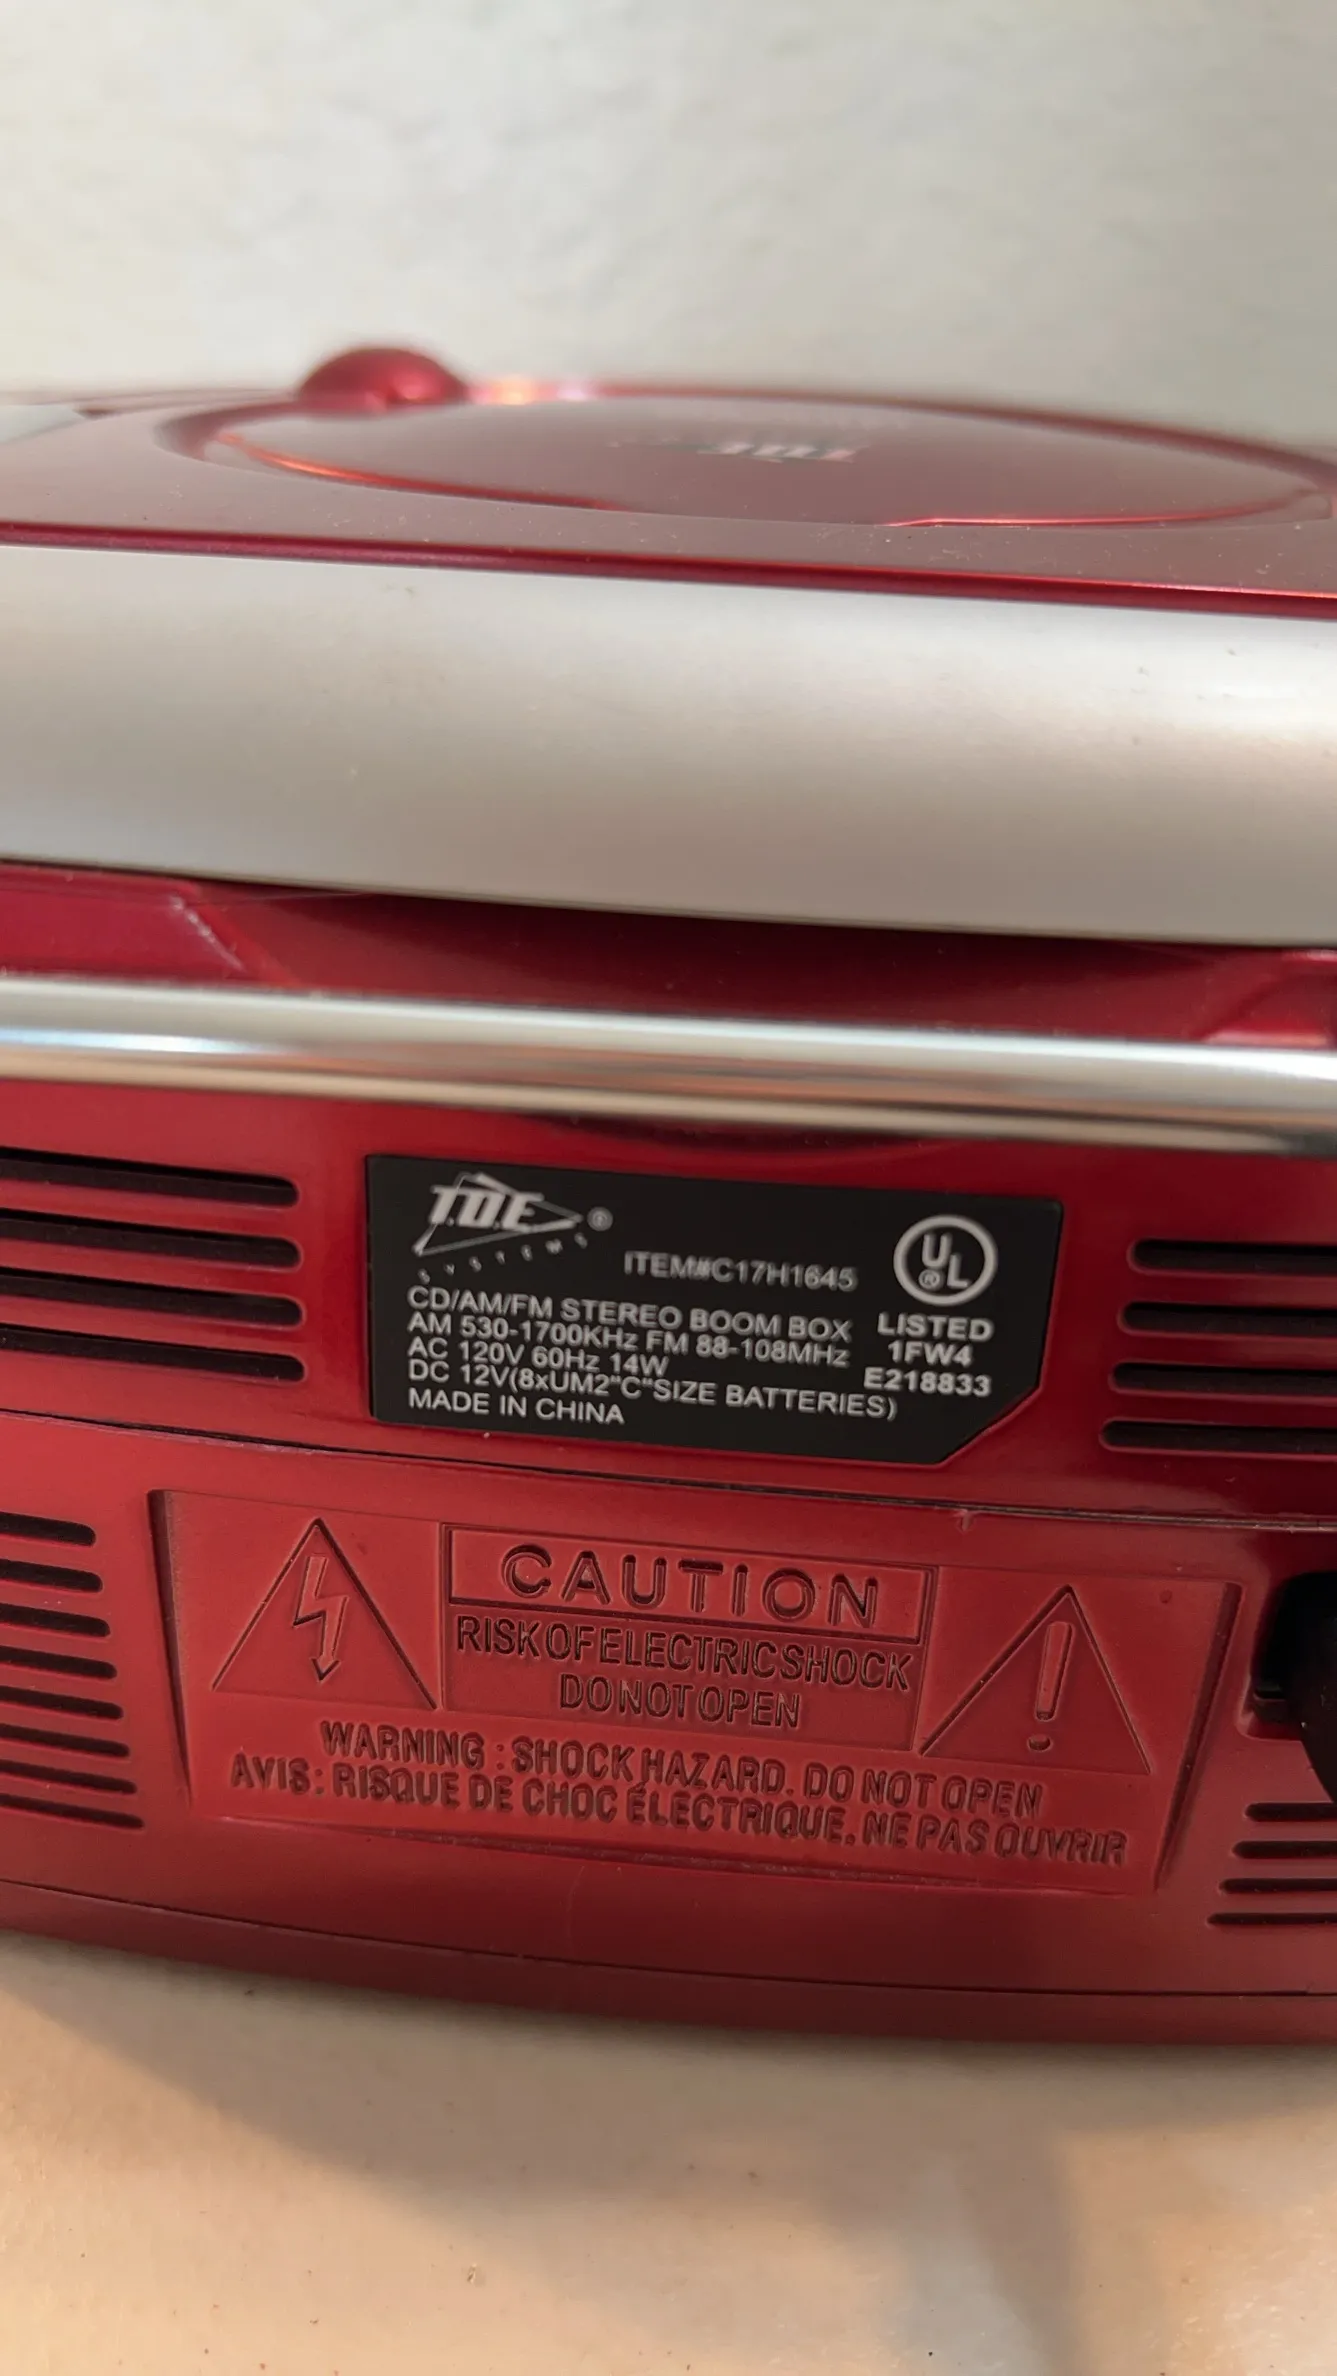 T.D.E ®
SYSTEMS
ITEM#C17H1645
CD/AM/FM STEREO BOOM BOX
AM 530-1700KHz FM 88-108MHz
AC 120V 60Hz 14W
DC 12V(8xUM2"C"SIZE BATTERIES)
MADE IN CHINA
UL ®
LISTED
1FW4
E218833
CAUTION
RISK OF ELECTRIC SHOCK
DO NOT OPEN
WARNING : SHOCK HAZARD. DO NOT OPEN
AVIS : RISQUE DE CHOC ÉLECTRIQUE. NE PAS OUVRIR